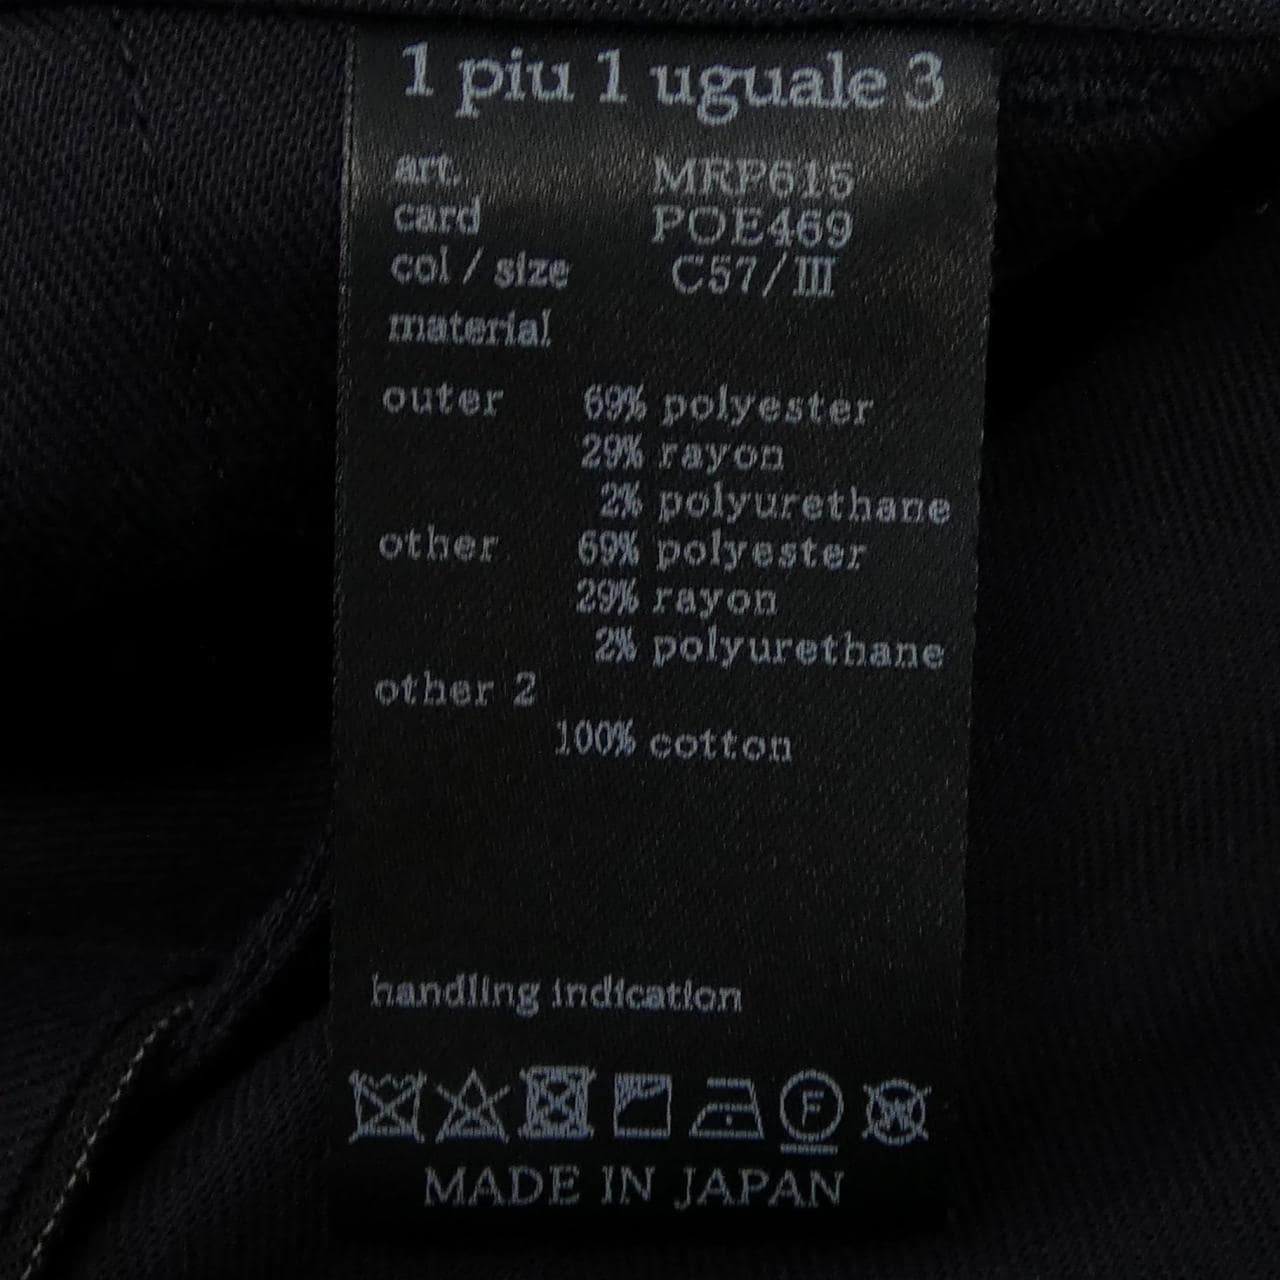 1 piu 1 uguale 3
art. MRP615
card POE469
col / size C57/III
material
outer 69% polyester
29% rayon
2% polyurethane
other 69% polyester
29% rayon
2% polyurethane
other 2
100% cotton
handling indication
F W
MADE IN JAPAN